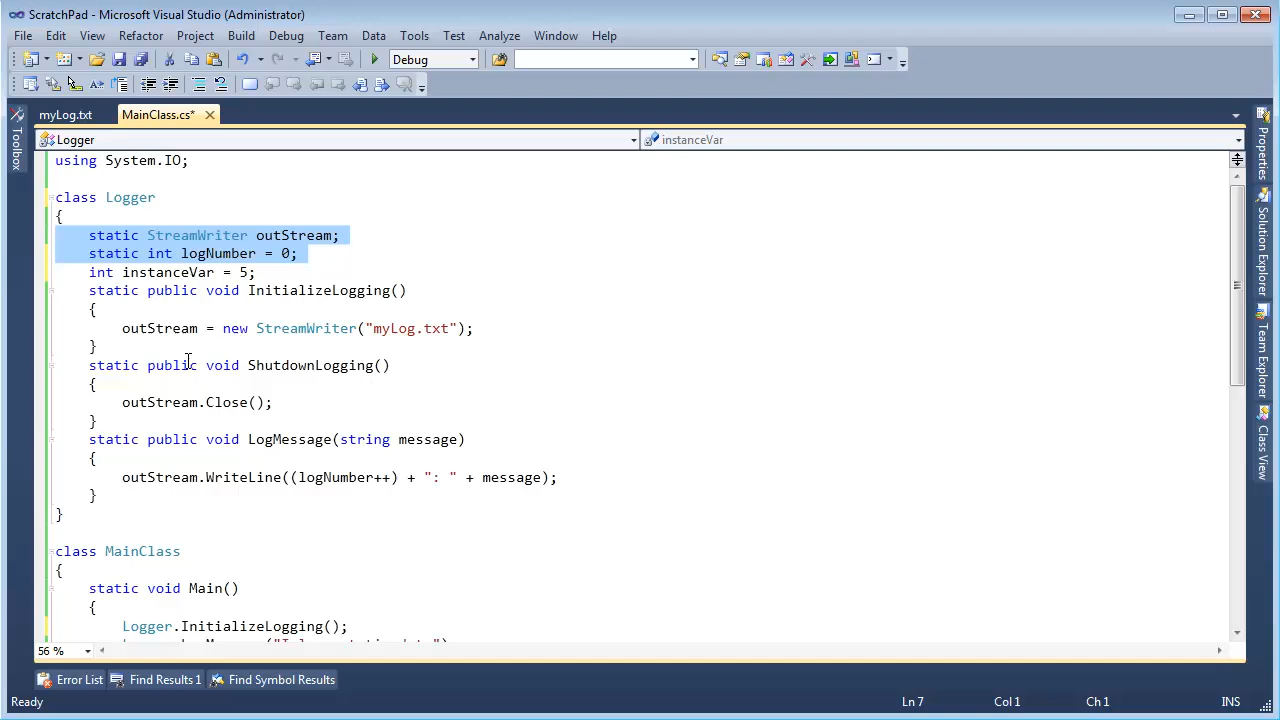 ScratchPad - Microsoft Visual Studio (Administrator)
File Edit View Refactor Project Build Debug Team Data Tools Test Analyze Window Help
Debug
myLog.txt MainClass.cs*
Logger instanceVar
using System.IO;
class Logger
{
static StreamWriter outStream;
static int logNumber = 0;
int instanceVar = 5;
static public void InitializeLogging()
{
outStream = new StreamWriter("myLog.txt");
}
static public void ShutdownLogging()
{
outStream.Close();
}
static public void LogMessage(string message)
{
outStream.WriteLine((logNumber++) + ": " + message);
}
}
class MainClass
{
static void Main()
{
Logger.InitializeLogging();
56 %
Toolbox
Properties
Solution Explorer
Team Explorer
Class View
Error List Find Results 1 Find Symbol Results
Ready Ln 7 Col 1 Ch 1 INS